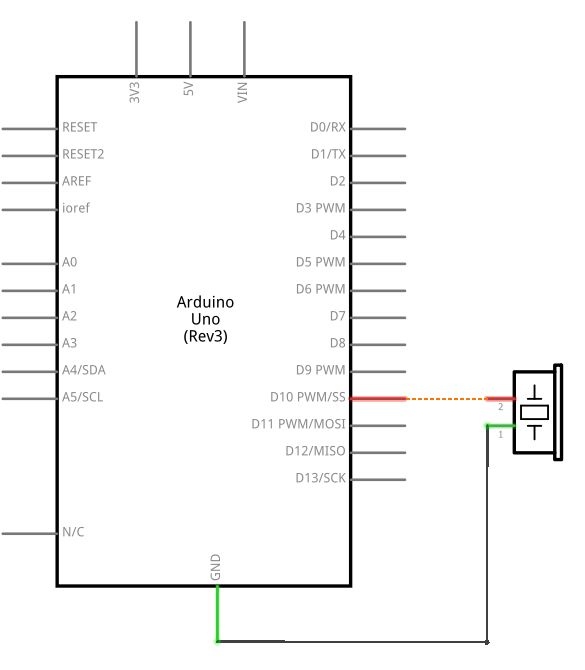 3V3
5V
VIN
RESET
RESET2
AREF
ioref
A0
A1
A2
A3
A4/SDA
A5/SCL
N/C
Arduino
Uno
(Rev3)
D0/RX
D1/TX
D2
D3 PWM
D4
D5 PWM
D6 PWM
D7
D8
D9 PWM
D10 PWM/SS
D11 PWM/MOSI
D12/MISO
D13/SCK
GND
2
1